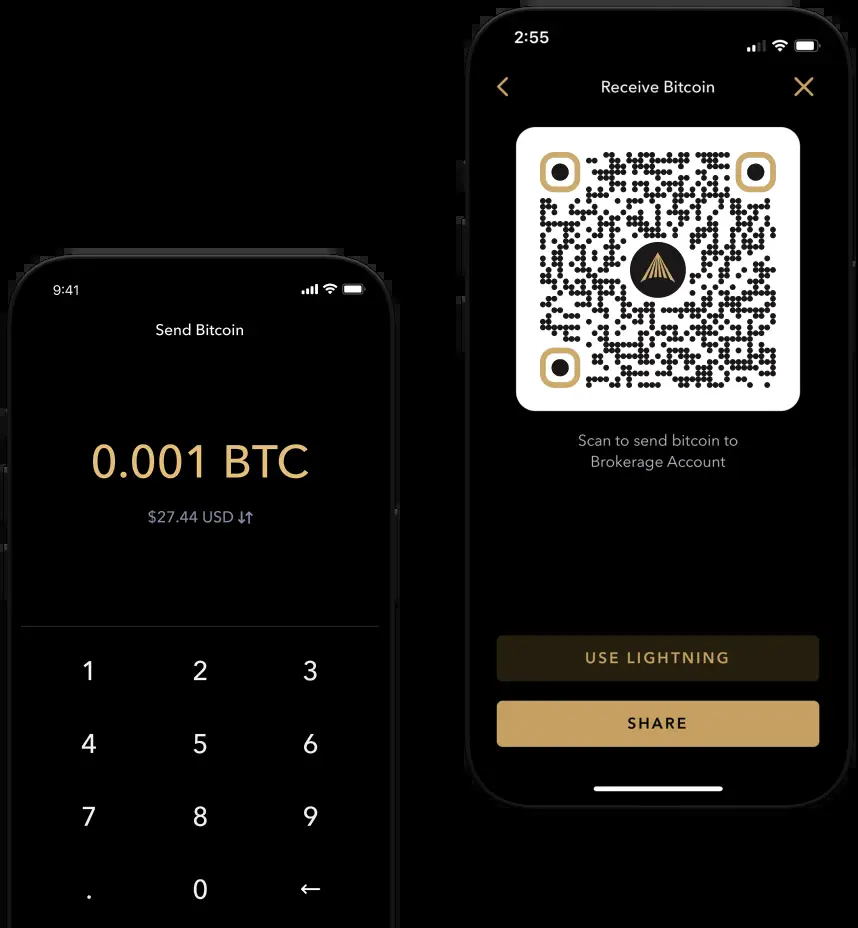 9:41
Send Bitcoin
0.001 BTC
$27.44 USD
1 2 3
4 5 6
7 8 9
. 0 ←
2:55
Receive Bitcoin
Scan to send bitcoin to
Brokerage Account
USE LIGHTNING
SHARE